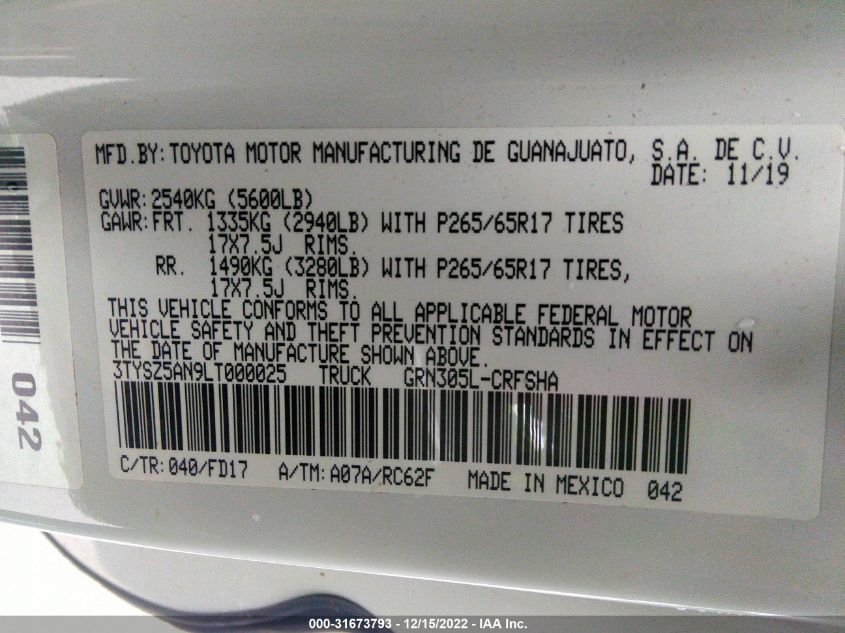 MFD.BY:TOYOTA MOTOR MANUFACTURING DE GUANAJUATO, S.A. DE C.V.
DATE: 11/19
GVWR:2540KG (5600LB)
GAWR:FRT. 1335KG (2940LB) WITH P265/65R17 TIRES
17X7.5J RIMS.
RR. 1490KG (3280LB) WITH P265/65R17 TIRES,
17X7.5J RIMS.
THIS VEHICLE CONFORMS TO ALL APPLICABLE FEDERAL MOTOR
VEHICLE SAFETY AND THEFT PREVENTION STANDARDS IN EFFECT ON
THE DATE OF MANUFACTURE SHOWN ABOVE.
3TYSZ5AN9LT000025 TRUCK GRN305L-CRFSHA
C/TR:040/FD17 A/TM:A07A/RC62F MADE IN MEXICO 042
042
000-31673793 - 12/15/2022 - IAA Inc.